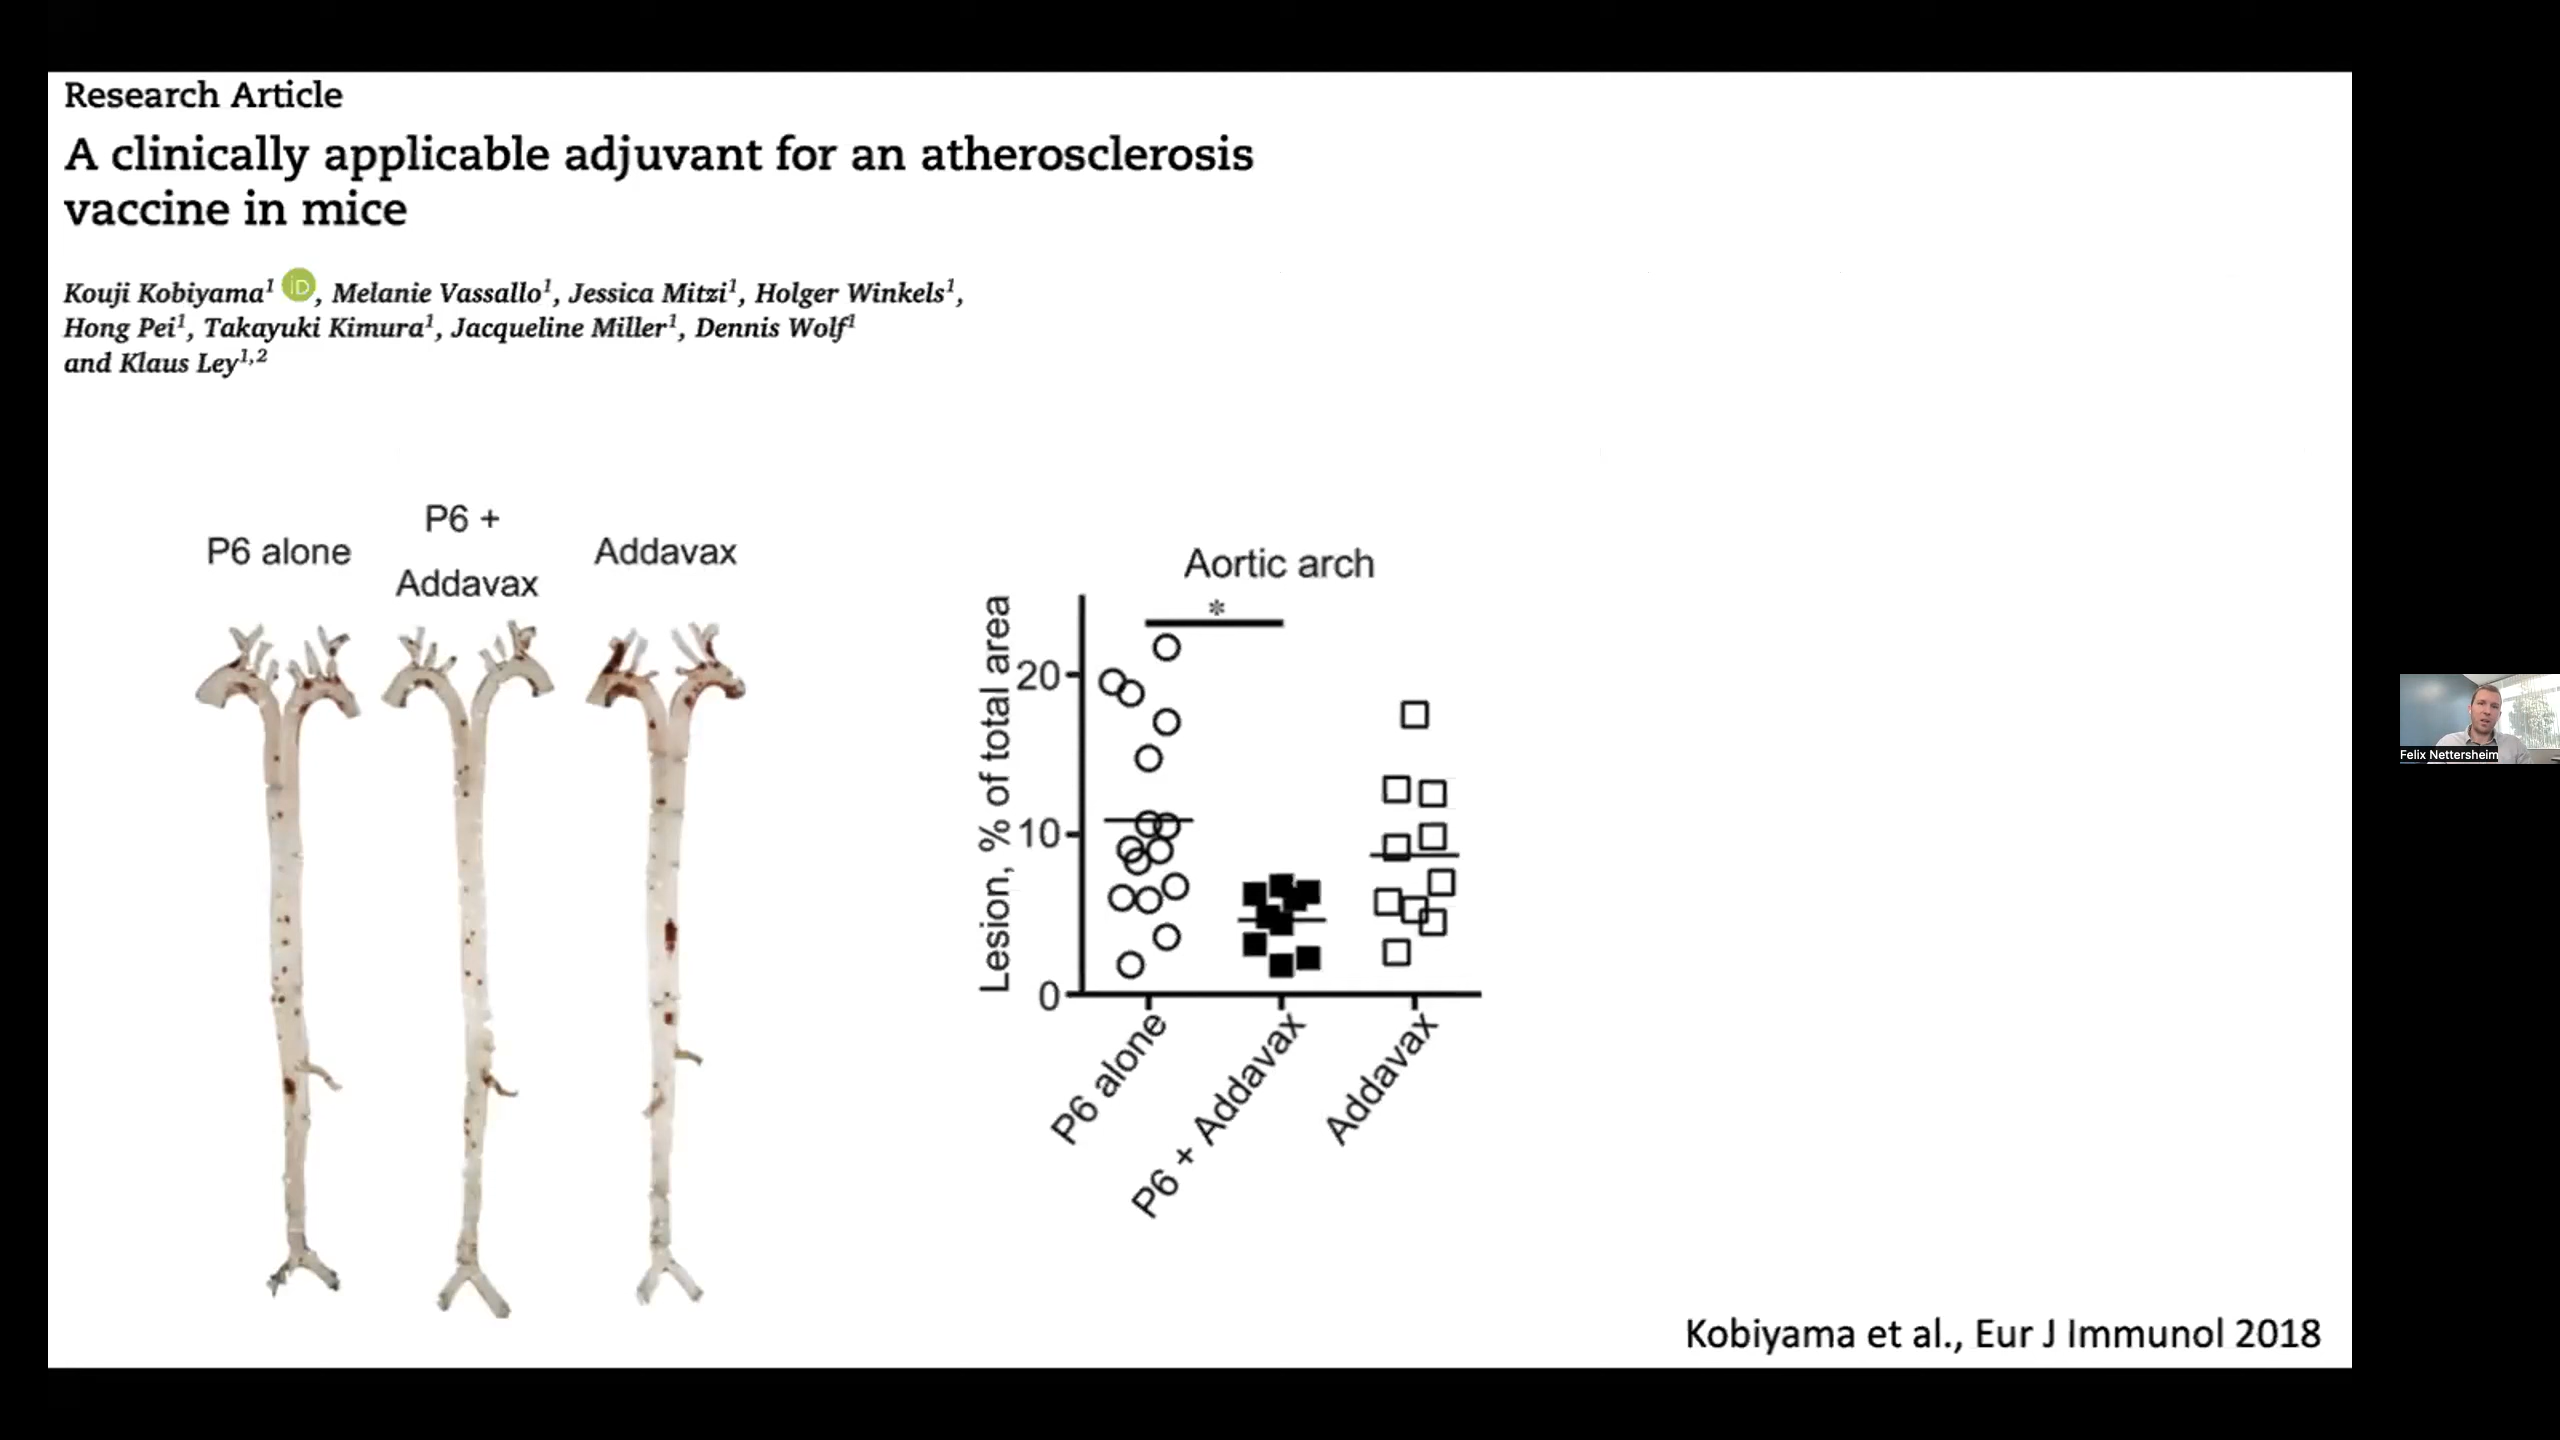 Research Article
A clinically applicable adjuvant for an atherosclerosis
vaccine in mice
Kouji Kobiyama1 iD, Melanie Vassallo1, Jessica Mitzi1, Holger Winkels1,
Hong Pei1, Takayuki Kimura1, Jacqueline Miller1, Dennis Wolf1
and Klaus Ley1,2
P6 alone
P6 +
Addavax
Addavax
Aortic arch
*
Lesion, % of total area
20
10
0
P6 alone
P6 + Addavax
Addavax
Kobiyama et al., Eur J Immunol 2018
Felix Nettersheim